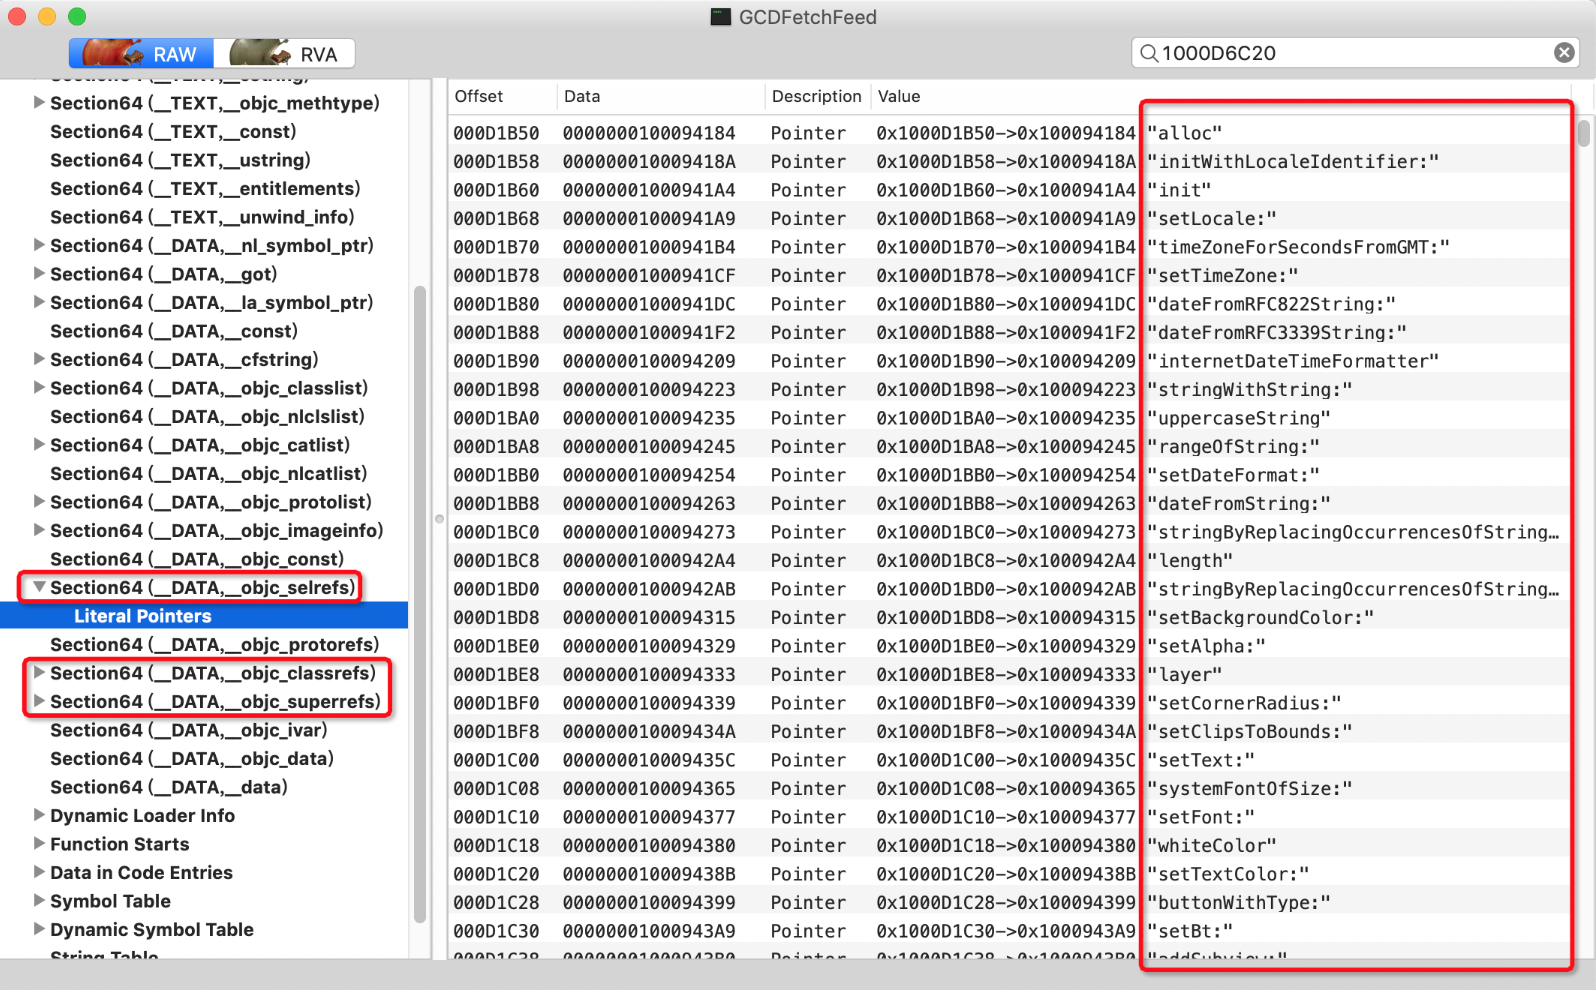 GCDFetchFeed
RAW
RVA
1000D6C20
Section64 (__TEXT,__cstring)
Section64 (__TEXT,__objc_methtype)
Section64 (__TEXT,__const)
Section64 (__TEXT,__ustring)
Section64 (__TEXT,__entitlements)
Section64 (__TEXT,__unwind_info)
Section64 (__DATA,__nl_symbol_ptr)
Section64 (__DATA,__got)
Section64 (__DATA,__la_symbol_ptr)
Section64 (__DATA,__const)
Section64 (__DATA,__cfstring)
Section64 (__DATA,__objc_classlist)
Section64 (__DATA,__objc_nlclslist)
Section64 (__DATA,__objc_catlist)
Section64 (__DATA,__objc_nlcatlist)
Section64 (__DATA,__objc_protolist)
Section64 (__DATA,__objc_imageinfo)
Section64 (__DATA,__objc_const)
Section64 (__DATA,__objc_selrefs)
Literal Pointers
Section64 (__DATA,__objc_protorefs)
Section64 (__DATA,__objc_classrefs)
Section64 (__DATA,__objc_superrefs)
Section64 (__DATA,__objc_ivar)
Section64 (__DATA,__objc_data)
Section64 (__DATA,__data)
Dynamic Loader Info
Function Starts
Data in Code Entries
Symbol Table
Dynamic Symbol Table
String Table
Offset Data Description Value
000D1B50 0000000100094184 Pointer 0x1000D1B50->0x100094184 "alloc"
000D1B58 000000010009418A Pointer 0x1000D1B58->0x10009418A "initWithLocaleIdentifier:"
000D1B60 00000001000941A4 Pointer 0x1000D1B60->0x1000941A4 "init"
000D1B68 00000001000941A9 Pointer 0x1000D1B68->0x1000941A9 "setLocale:"
000D1B70 00000001000941B4 Pointer 0x1000D1B70->0x1000941B4 "timeZoneForSecondsFromGMT:"
000D1B78 00000001000941CF Pointer 0x1000D1B78->0x1000941CF "setTimeZone:"
000D1B80 00000001000941DC Pointer 0x1000D1B80->0x1000941DC "dateFromRFC822String:"
000D1B88 00000001000941F2 Pointer 0x1000D1B88->0x1000941F2 "dateFromRFC3339String:"
000D1B90 0000000100094209 Pointer 0x1000D1B90->0x100094209 "internetDateTimeFormatter"
000D1B98 0000000100094223 Pointer 0x1000D1B98->0x100094223 "stringWithString:"
000D1BA0 0000000100094235 Pointer 0x1000D1BA0->0x100094235 "uppercaseString"
000D1BA8 0000000100094245 Pointer 0x1000D1BA8->0x100094245 "rangeOfString:"
000D1BB0 0000000100094254 Pointer 0x1000D1BB0->0x100094254 "setDateFormat:"
000D1BB8 0000000100094263 Pointer 0x1000D1BB8->0x100094263 "dateFromString:"
000D1BC0 0000000100094273 Pointer 0x1000D1BC0->0x100094273 "stringByReplacingOccurrencesOfString…
000D1BC8 00000001000942A4 Pointer 0x1000D1BC8->0x1000942A4 "length"
000D1BD0 00000001000942AB Pointer 0x1000D1BD0->0x1000942AB "stringByReplacingOccurrencesOfString…
000D1BD8 0000000100094315 Pointer 0x1000D1BD8->0x100094315 "setBackgroundColor:"
000D1BE0 0000000100094329 Pointer 0x1000D1BE0->0x100094329 "setAlpha:"
000D1BE8 0000000100094333 Pointer 0x1000D1BE8->0x100094333 "layer"
000D1BF0 0000000100094339 Pointer 0x1000D1BF0->0x100094339 "setCornerRadius:"
000D1BF8 000000010009434A Pointer 0x1000D1BF8->0x10009434A "setClipsToBounds:"
000D1C00 000000010009435C Pointer 0x1000D1C00->0x10009435C "setText:"
000D1C08 0000000100094365 Pointer 0x1000D1C08->0x100094365 "systemFontOfSize:"
000D1C10 0000000100094377 Pointer 0x1000D1C10->0x100094377 "setFont:"
000D1C18 0000000100094380 Pointer 0x1000D1C18->0x100094380 "whiteColor"
000D1C20 000000010009438B Pointer 0x1000D1C20->0x10009438B "setTextColor:"
000D1C28 0000000100094399 Pointer 0x1000D1C28->0x100094399 "buttonWithType:"
000D1C30 00000001000943A9 Pointer 0x1000D1C30->0x1000943A9 "setBt:"
000D1C38 00000001000943B0 Pointer 0x1000D1C38->0x1000943B0 "addSubview:"